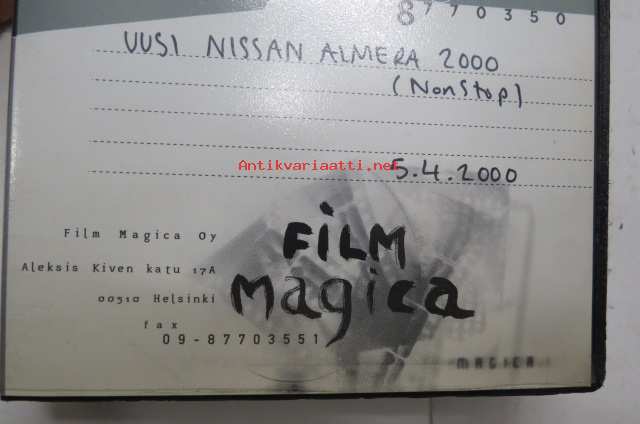 8770350
UUSI NISSAN ALMERA 2000
(NonStop)
Antikvariaatti.net
5.4.2000
Film Magica Oy
Aleksis Kiven katu 17A
00510 Helsinki
fax
09-87703551
FiLM
Magica
MAGICA